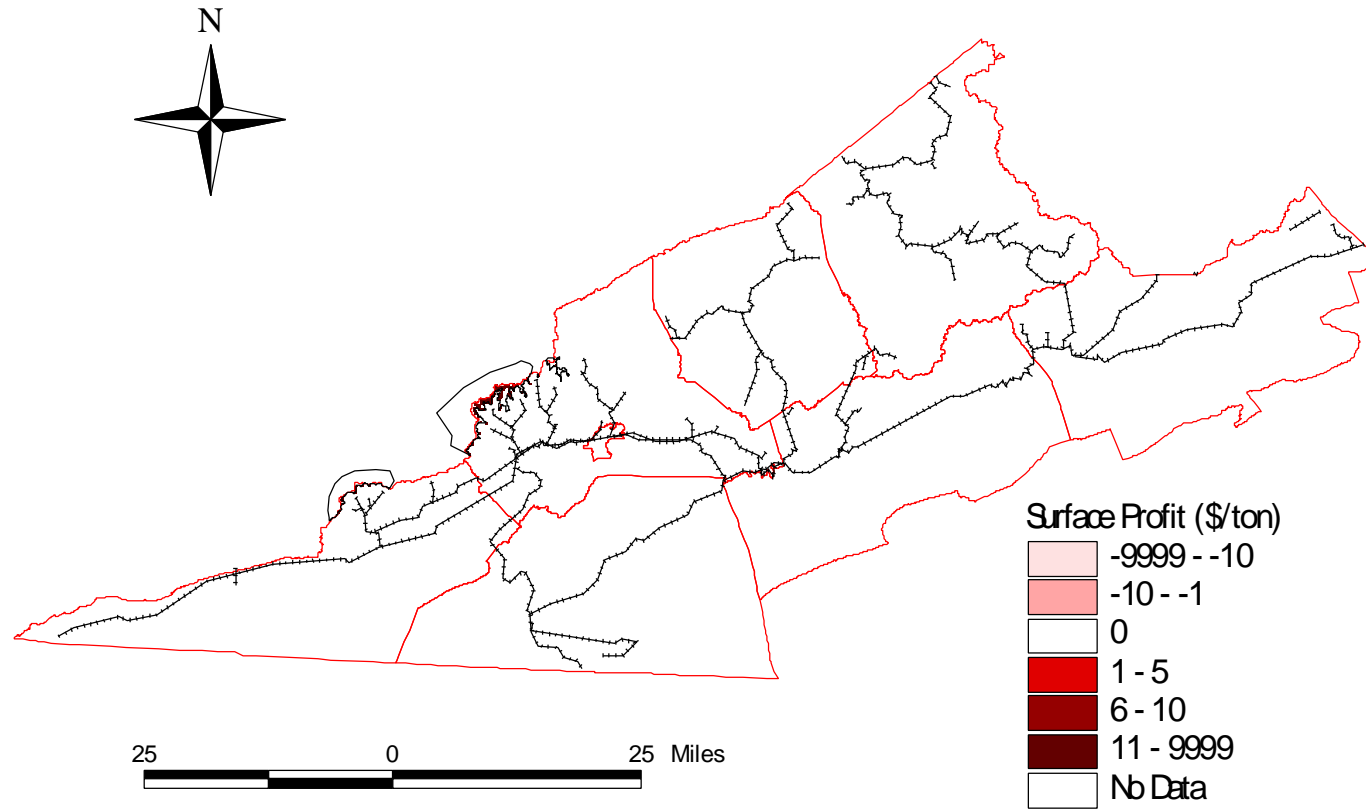 N
Surface Profit ($/ton)
-9999 - -10
-10 - -1
0
1 - 5
6 - 10
11 - 9999
No Data
25 0 25 Miles